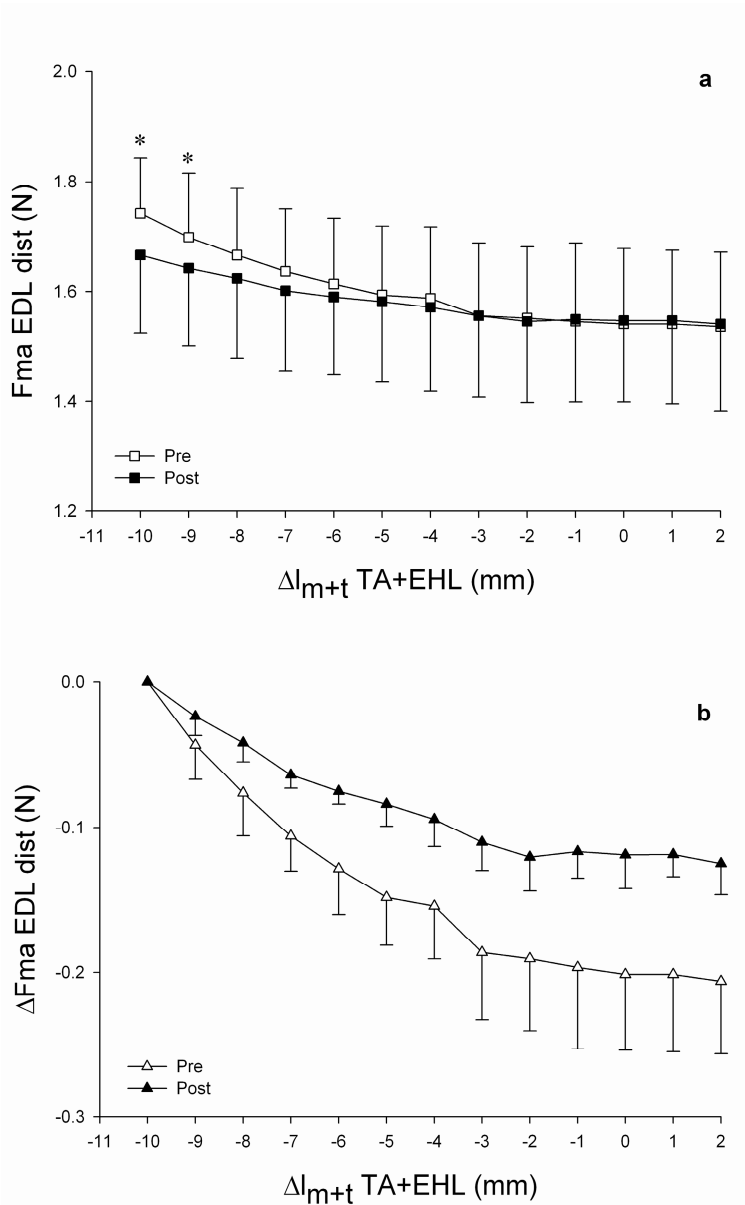 a
2.0
1.8
1.6
1.4
1.2
Fma EDL dist (N)
* *
Pre
Post
-11 -10 -9 -8 -7 -6 -5 -4 -3 -2 -1 0 1 2
Δlm+t TA+EHL (mm)
b
0.0
-0.1
-0.2
-0.3
ΔFma EDL dist (N)
Pre
Post
-11 -10 -9 -8 -7 -6 -5 -4 -3 -2 -1 0 1 2
Δlm+t TA+EHL (mm)